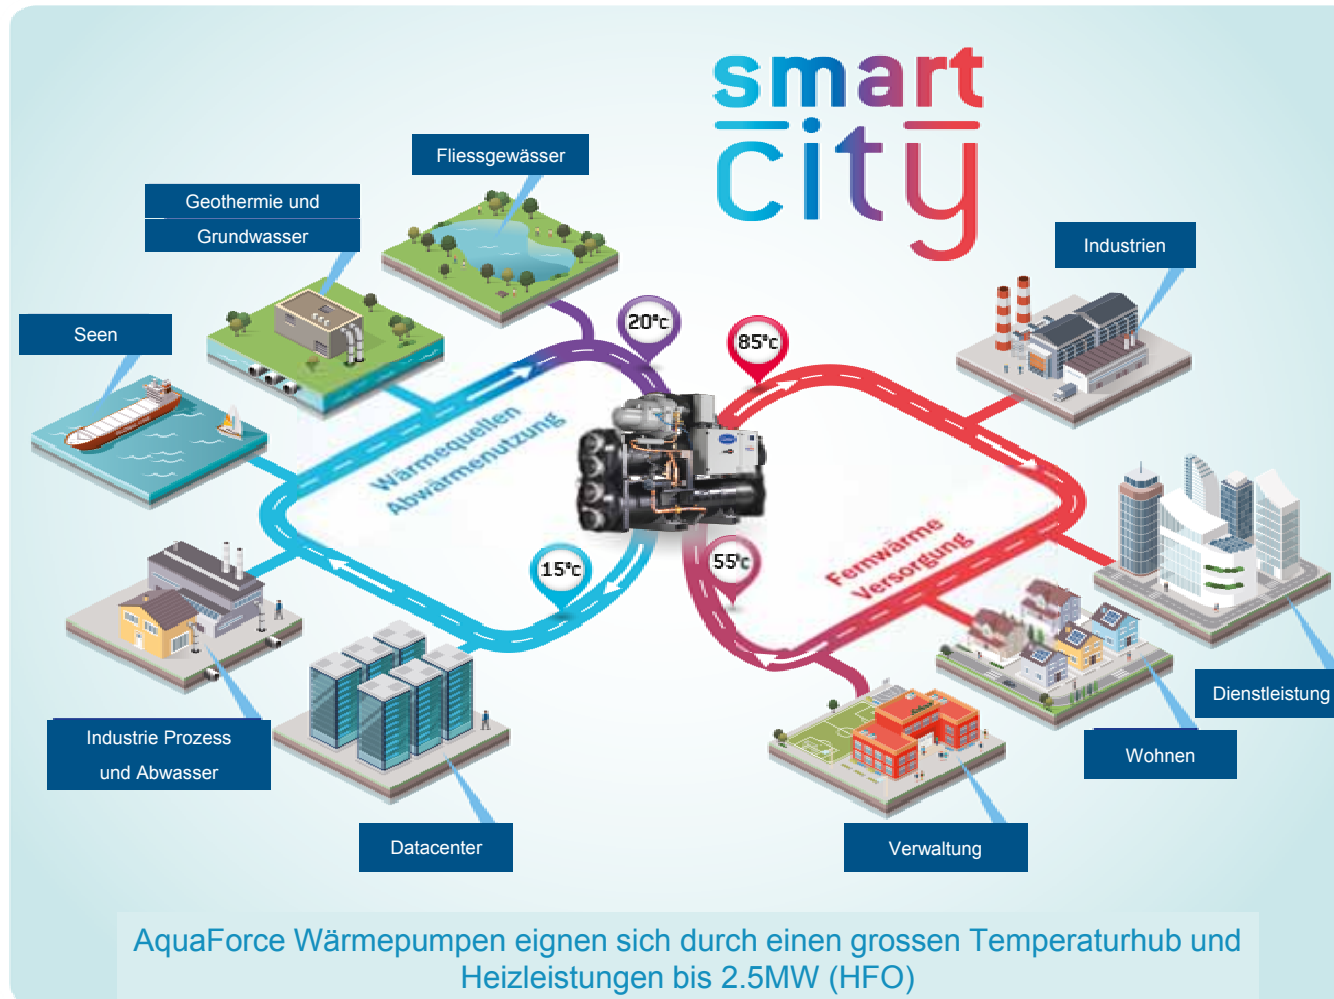 smart
city
Fliessgewässer
Geothermie und
Grundwasser
Industrien
Seen
20°c
85°c
Wärmequellen
Abwärmenutzung
15°c
55°c
Fernwärme
Versorgung
Dienstleistung
Industrie Prozess
und Abwasser
Wohnen
Datacenter
Verwaltung
AquaForce Wärmepumpen eignen sich durch einen grossen Temperaturhub und
Heizleistungen bis 2.5MW (HFO)